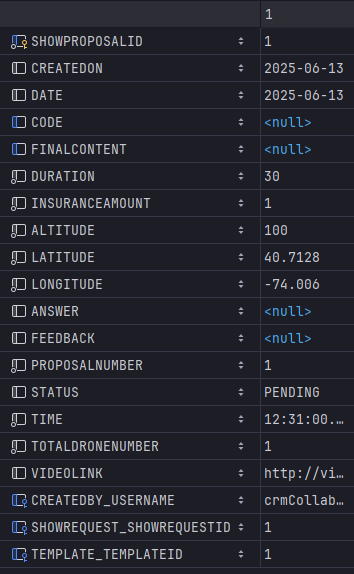 1
SHOWPROPOSALID 1
CREATEDON 2025-06-13
DATE 2025-06-13
CODE <null>
FINALCONTENT <null>
DURATION 30
INSURANCEAMOUNT 1
ALTITUDE 100
LATITUDE 40.7128
LONGITUDE -74.006
ANSWER <null>
FEEDBACK <null>
PROPOSALNUMBER 1
STATUS PENDING
TIME 12:31:00.…
TOTALDRONENUMBER 1
VIDEOLINK http://vi…
CREATEDBY_USERNAME crmCollab…
SHOWREQUEST_SHOWREQUESTID 1
TEMPLATE_TEMPLATEID 1